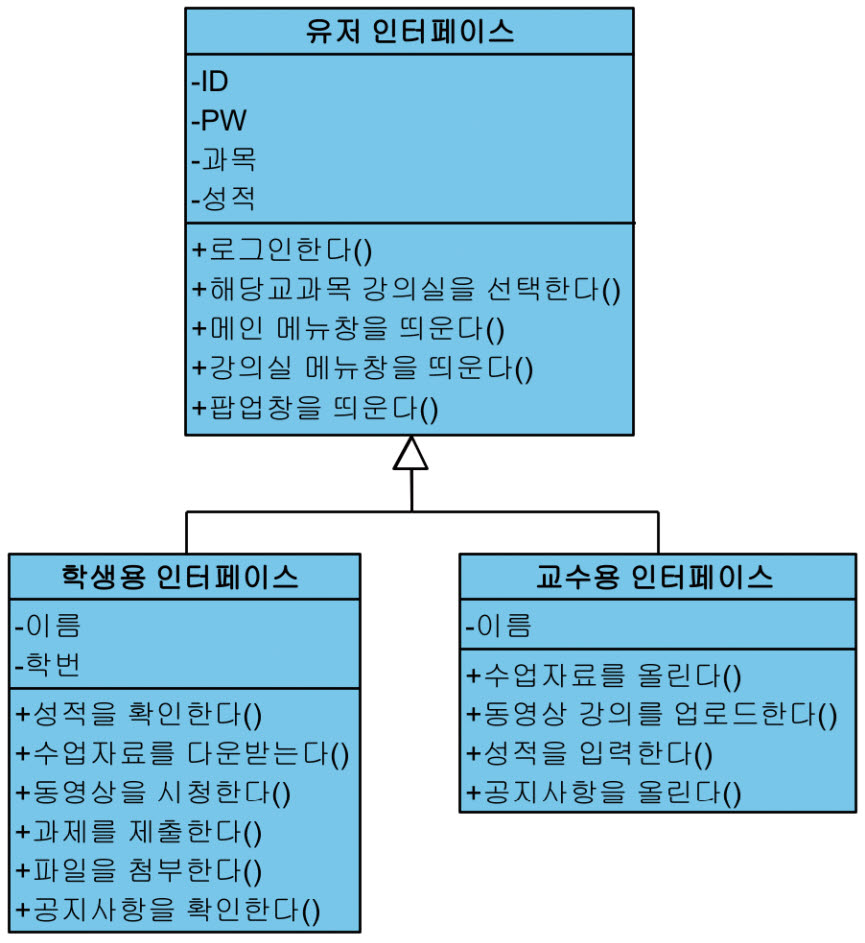 유저 인터페이스
-ID
-PW
-과목
-성적
+로그인한다()
+해당교과목 강의실을 선택한다()
+메인 메뉴창을 띄운다()
+강의실 메뉴창을 띄운다()
+팝업창을 띄운다()
학생용 인터페이스
-이름
-학번
+성적을 확인한다()
+수업자료를 다운받는다()
+동영상을 시청한다()
+과제를 제출한다()
+파일을 첨부한다()
+공지사항을 확인한다()
교수용 인터페이스
-이름
+수업자료를 올린다()
+동영상 강의를 업로드한다()
+성적을 입력한다()
+공지사항을 올린다()